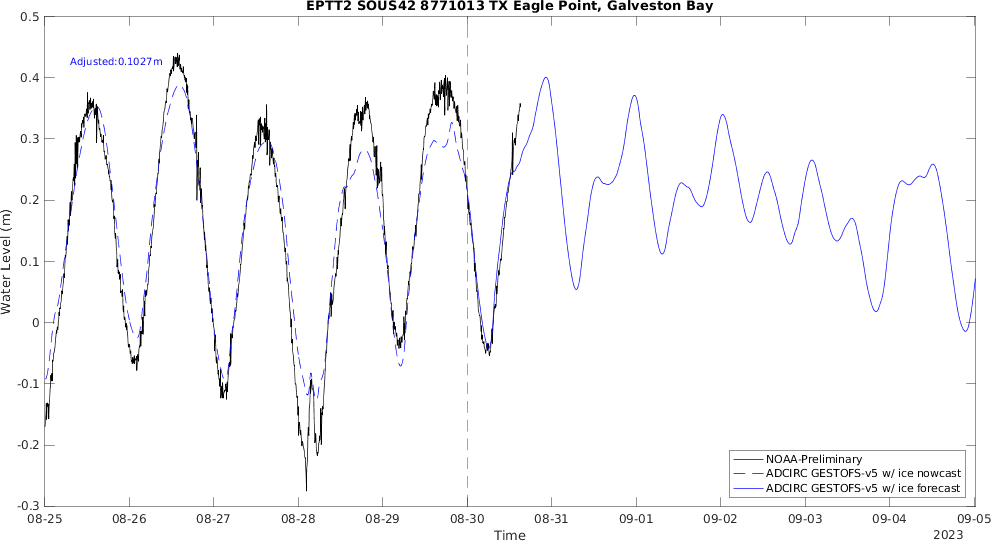 EPTT2 SOUS42 8771013 TX Eagle Point, Galveston Bay
0.5
Adjusted:0.1027m
0.4
0.3
0.2
0.1
0
-0.1
-0.2
-0.3
Water Level (m)
NOAA-Preliminary
ADCIRC GESTOFS-v5 w/ ice nowcast
ADCIRC GESTOFS-v5 w/ ice forecast
08-25 08-26 08-27 08-28 08-29 08-30 08-31 09-01 09-02 09-03 09-04 09-05
Time
2023